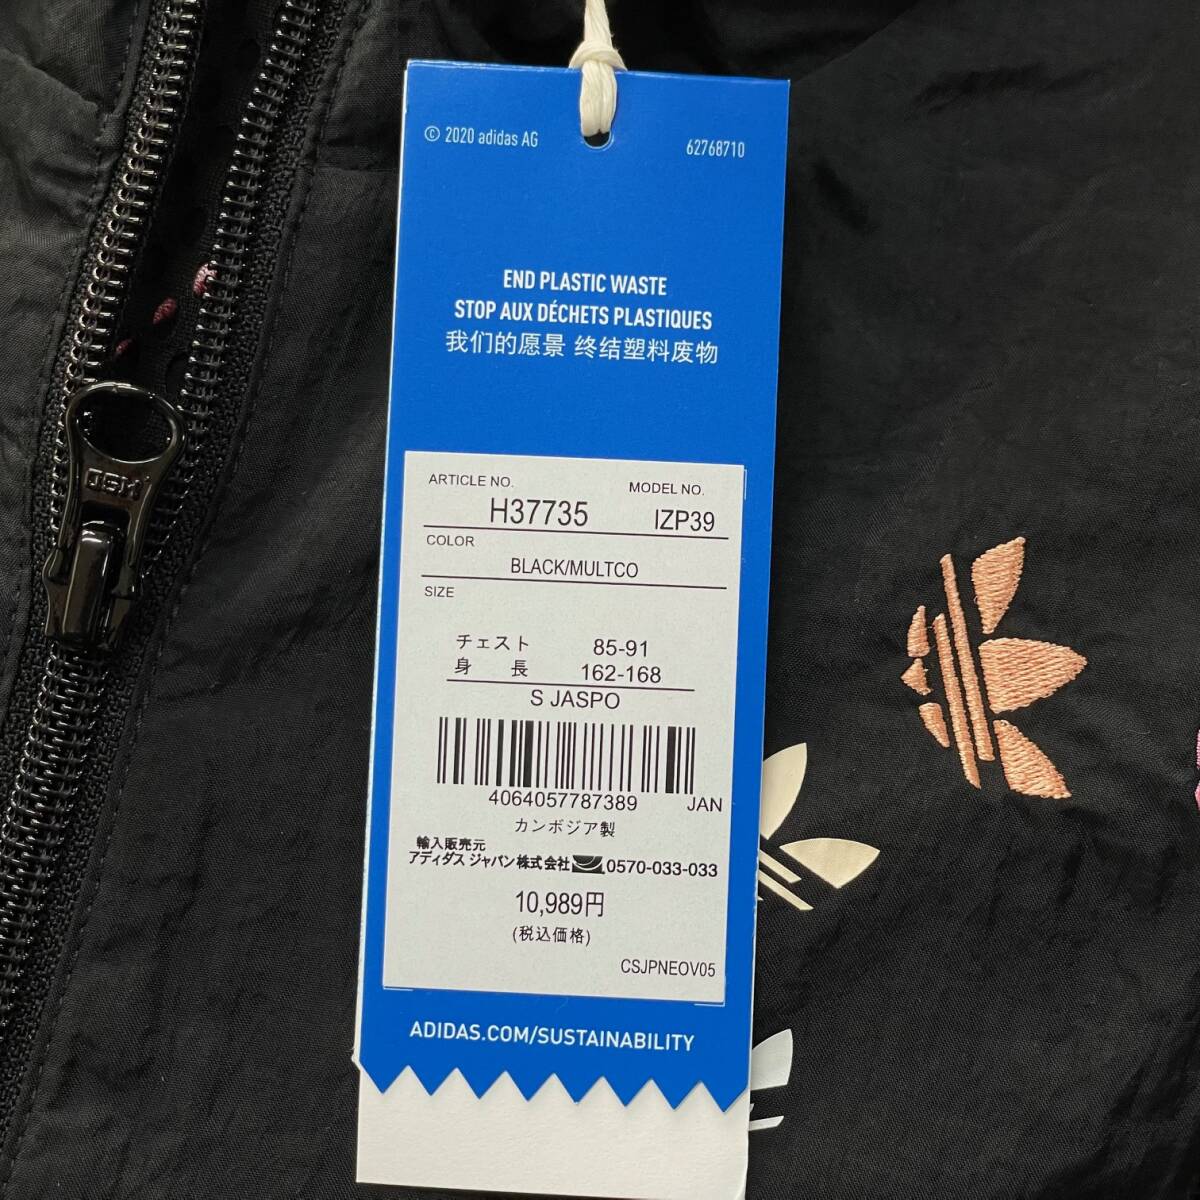 © 2020 adidas AG
62768710
END PLASTIC WASTE
STOP AUX DÉCHETS PLASTIQUES
我们的愿景 终结塑料废物
ARTICLE NO.
H37735
MODEL NO.
IZP39
COLOR
BLACK/MULTCO
SIZE
チェスト 85-91
身 長 162-168
S JASPO
4064057787389 JAN
カンボジア製
輸入販売元
アディダス ジャパン株式会社 0570-033-033
10,989円
(税込価格)
CSJPNEOV05
ADIDAS.COM/SUSTAINABILITY
HSD